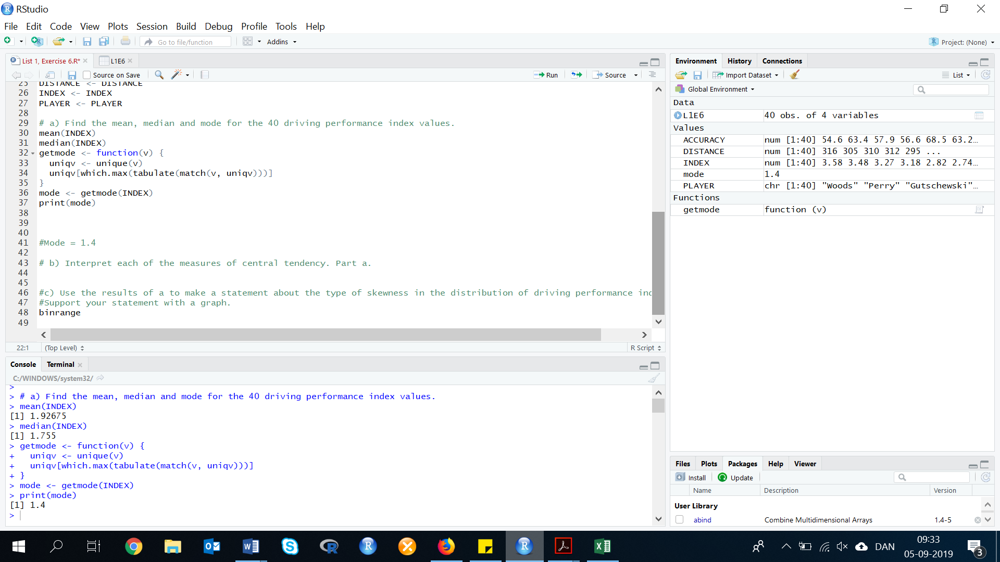 RStudio
File Edit Code View Plots Session Build Debug Profile Tools Help
Go to file/function Addins Project: (None)
List 1, Exercise 6.R* L1E6
Source on Save Run Source
25 DISTANCE <- DISTANCE
26 INDEX <- INDEX
27 PLAYER <- PLAYER
28
29 # a) Find the mean, median and mode for the 40 driving performance index values.
30 mean(INDEX)
31 median(INDEX)
32 getmode <- function(v) {
33 uniqv <- unique(v)
34 uniqv[which.max(tabulate(match(v, uniqv)))]
35 }
36 mode <- getmode(INDEX)
37 print(mode)
38
39
40
41 #Mode = 1.4
42
43 # b) Interpret each of the measures of central tendency. Part a.
44
45
46 #c) Use the results of a to make a statement about the type of skewness in the distribution of driving performance ind
47 #Support your statement with a graph.
48 binrange
49
22:1 (Top Level) R Script
Console Terminal
C:/WINDOWS/system32/
>
> # a) Find the mean, median and mode for the 40 driving performance index values.
> mean(INDEX)
[1] 1.92675
> median(INDEX)
[1] 1.755
> getmode <- function(v) {
+ uniqv <- unique(v)
+ uniqv[which.max(tabulate(match(v, uniqv)))]
+ }
> mode <- getmode(INDEX)
> print(mode)
[1] 1.4
>
Environment History Connections
Import Dataset List
Global Environment
Data
L1E6 40 obs. of 4 variables
Values
ACCURACY num [1:40] 54.6 63.4 57.9 56.6 68.5 63.2…
DISTANCE num [1:40] 316 305 310 312 295 ...
INDEX num [1:40] 3.58 3.48 3.27 3.18 2.82 2.74…
mode 1.4
PLAYER chr [1:40] "Woods" "Perry" "Gutschewski"…
Functions
getmode function (v)
Files Plots Packages Help Viewer
Install Update
Name Description Version
User Library
abind Combine Multidimensional Arrays 1.4-5
DAN
09:33
05-09-2019
3